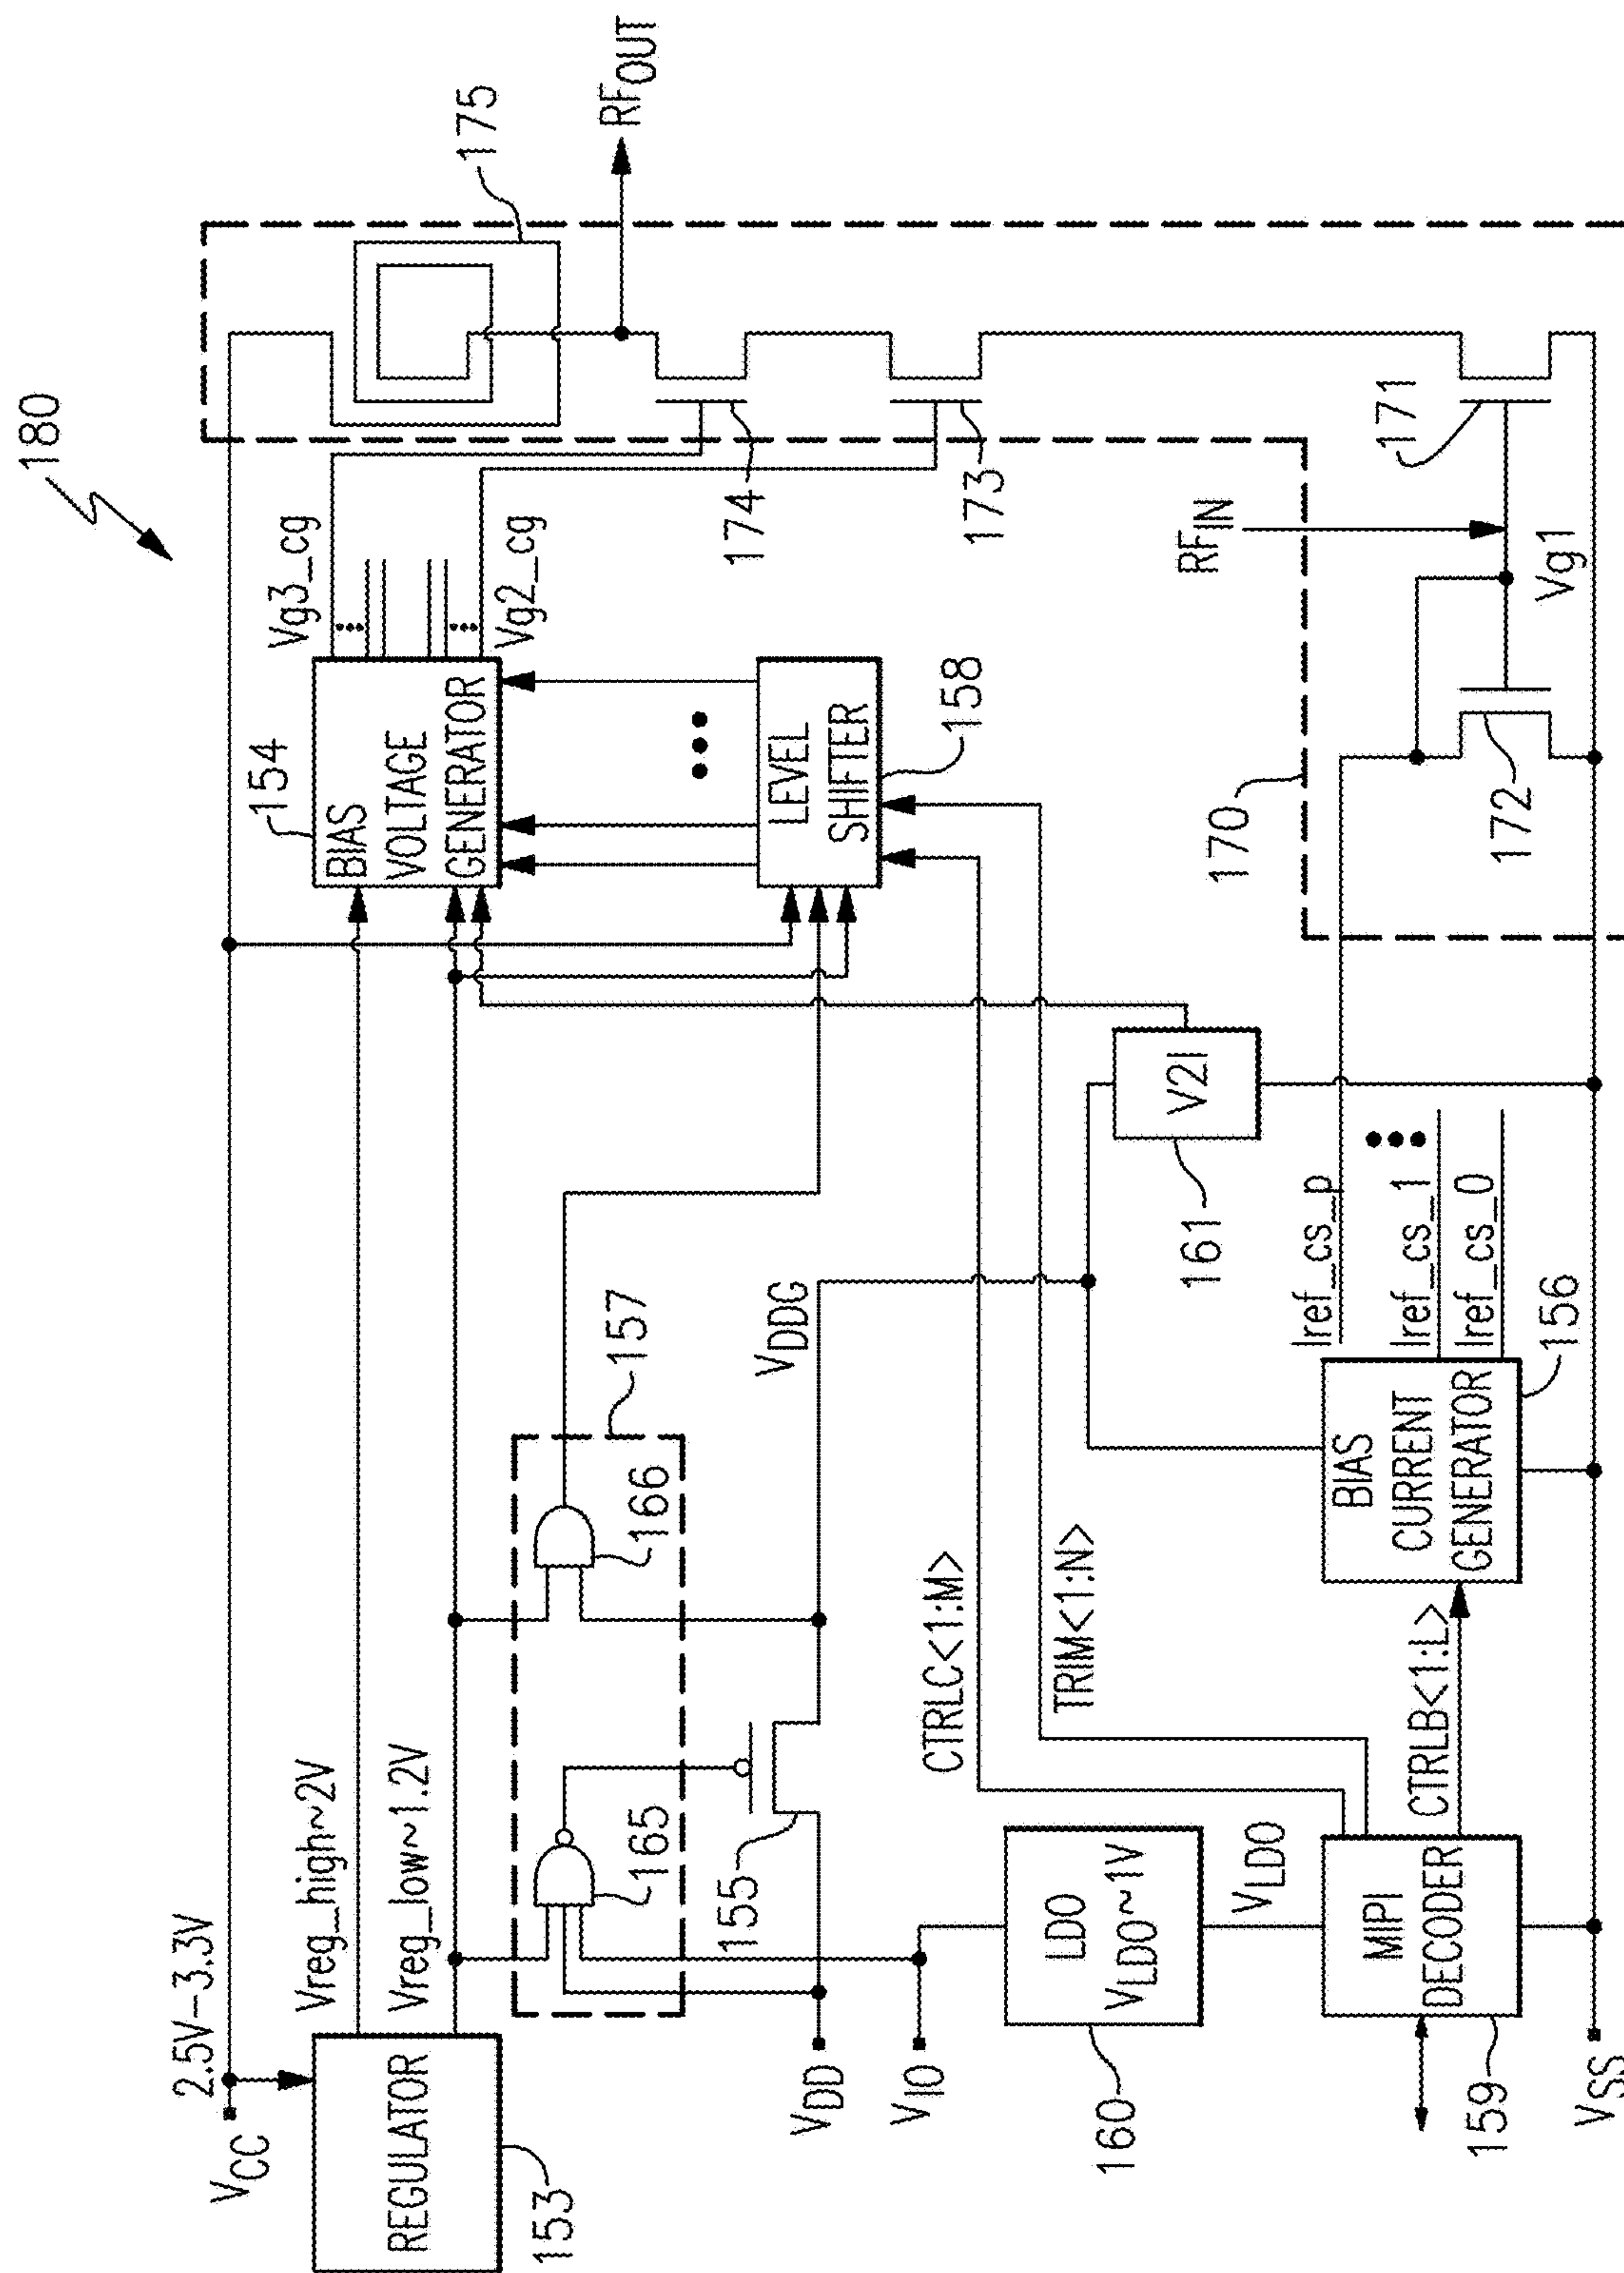 180
2.5V–3.3V
VCC
REGULATOR
153
Vreg_high~2V
Vreg_low~1.2V
154
BIAS
VOLTAGE
GENERATOR
Vg3_cg
Vg2_cg
175
RFOUT
174
173
157
165
166
155
LEVEL
SHIFTER
158
VDD
VIO
VDDG
CTRLC<1:M>
TRIM<1:N>
V2I
161
LDO
VLDO~1V
160
VLDO
MIPI
DECODER
159
CTRLB<1:L>
BIAS
CURRENT
GENERATOR
156
Iref_cs_p
Iref_cs_1
Iref_cs_0
170
RFIN
171
172
Vg1
VSS